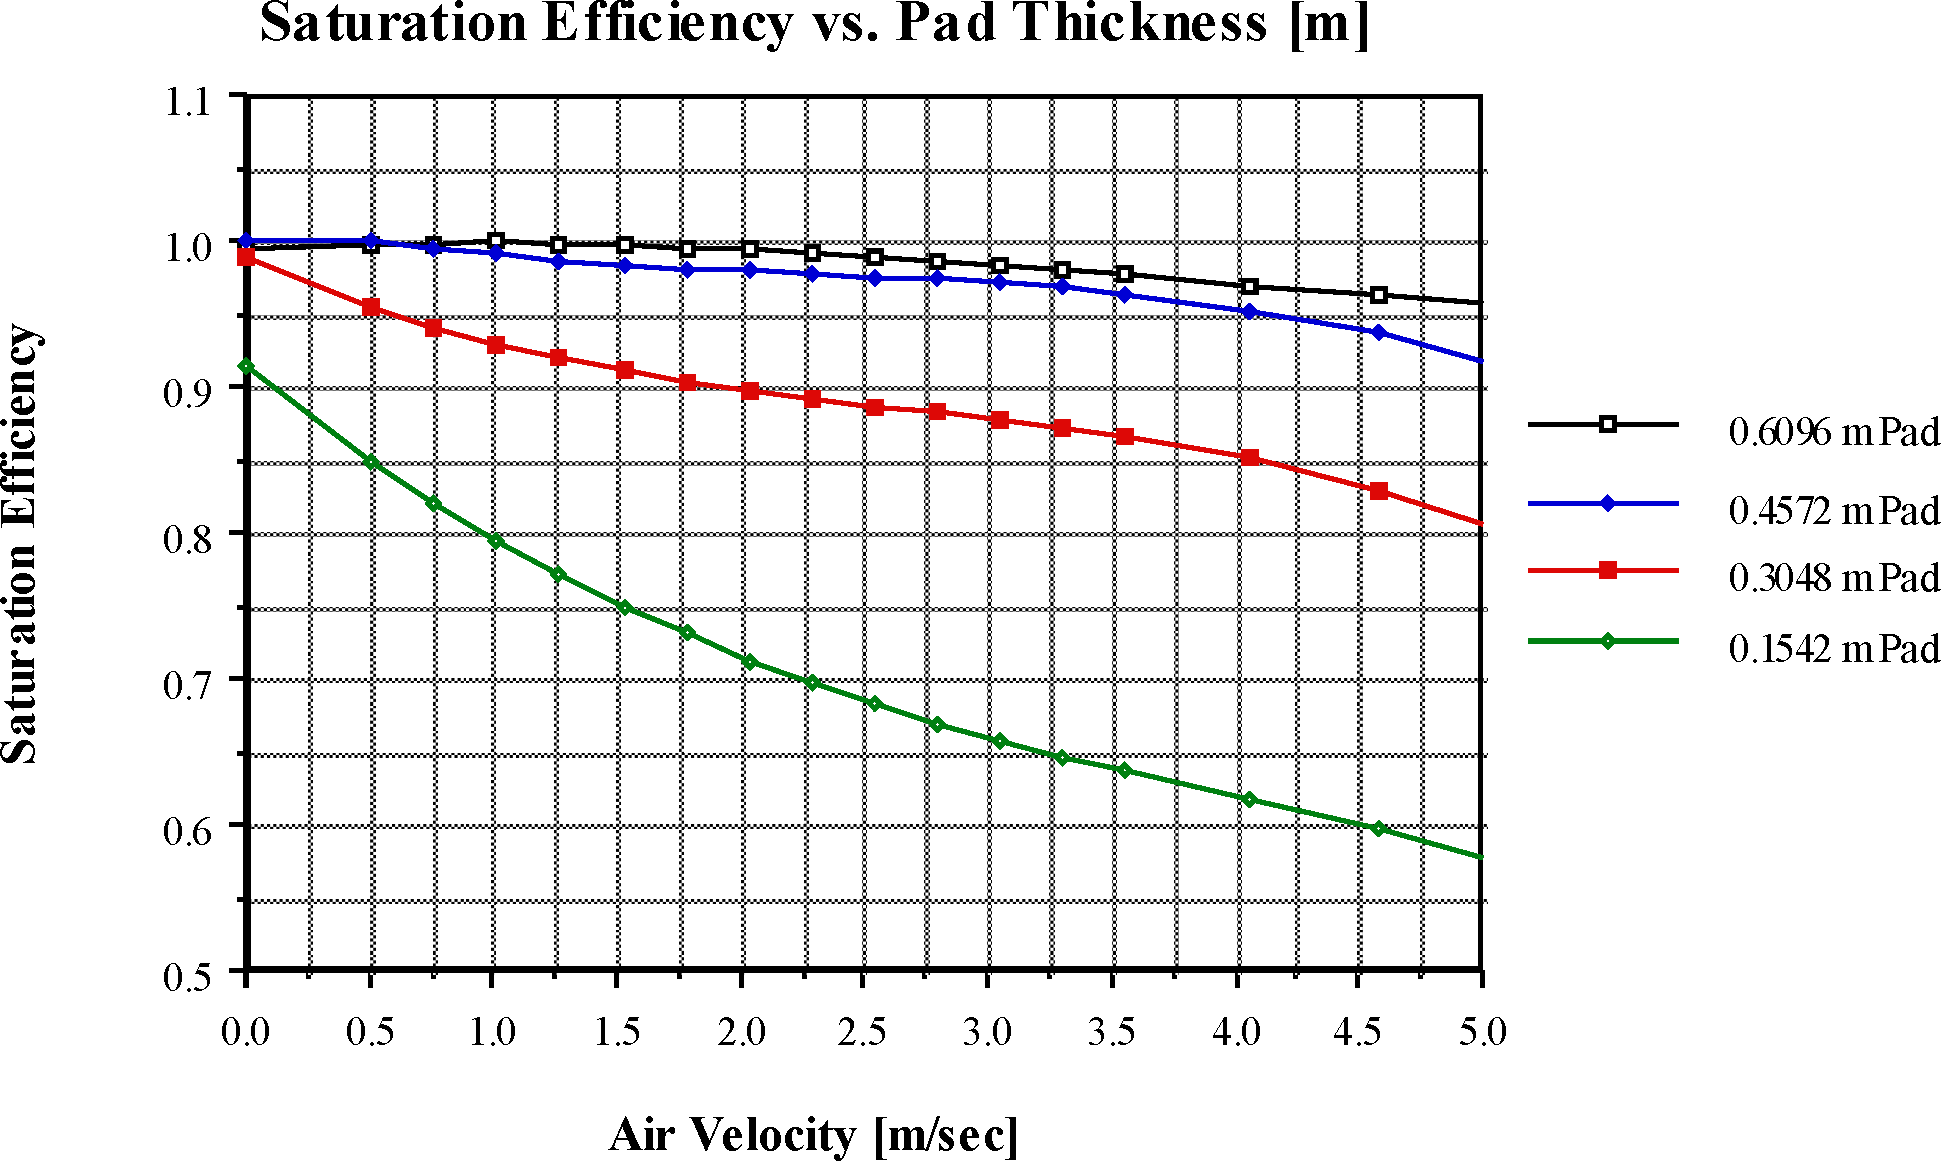 Saturation Efficiency vs. Pad Thickness [m]
Saturation Efficiency
1.1
1.0
0.9
0.8
0.7
0.6
0.5
0.0 0.5 1.0 1.5 2.0 2.5 3.0 3.5 4.0 4.5 5.0
Air Velocity [m/sec]
0.6096 m Pad
0.4572 m Pad
0.3048 m Pad
0.1542 m Pad